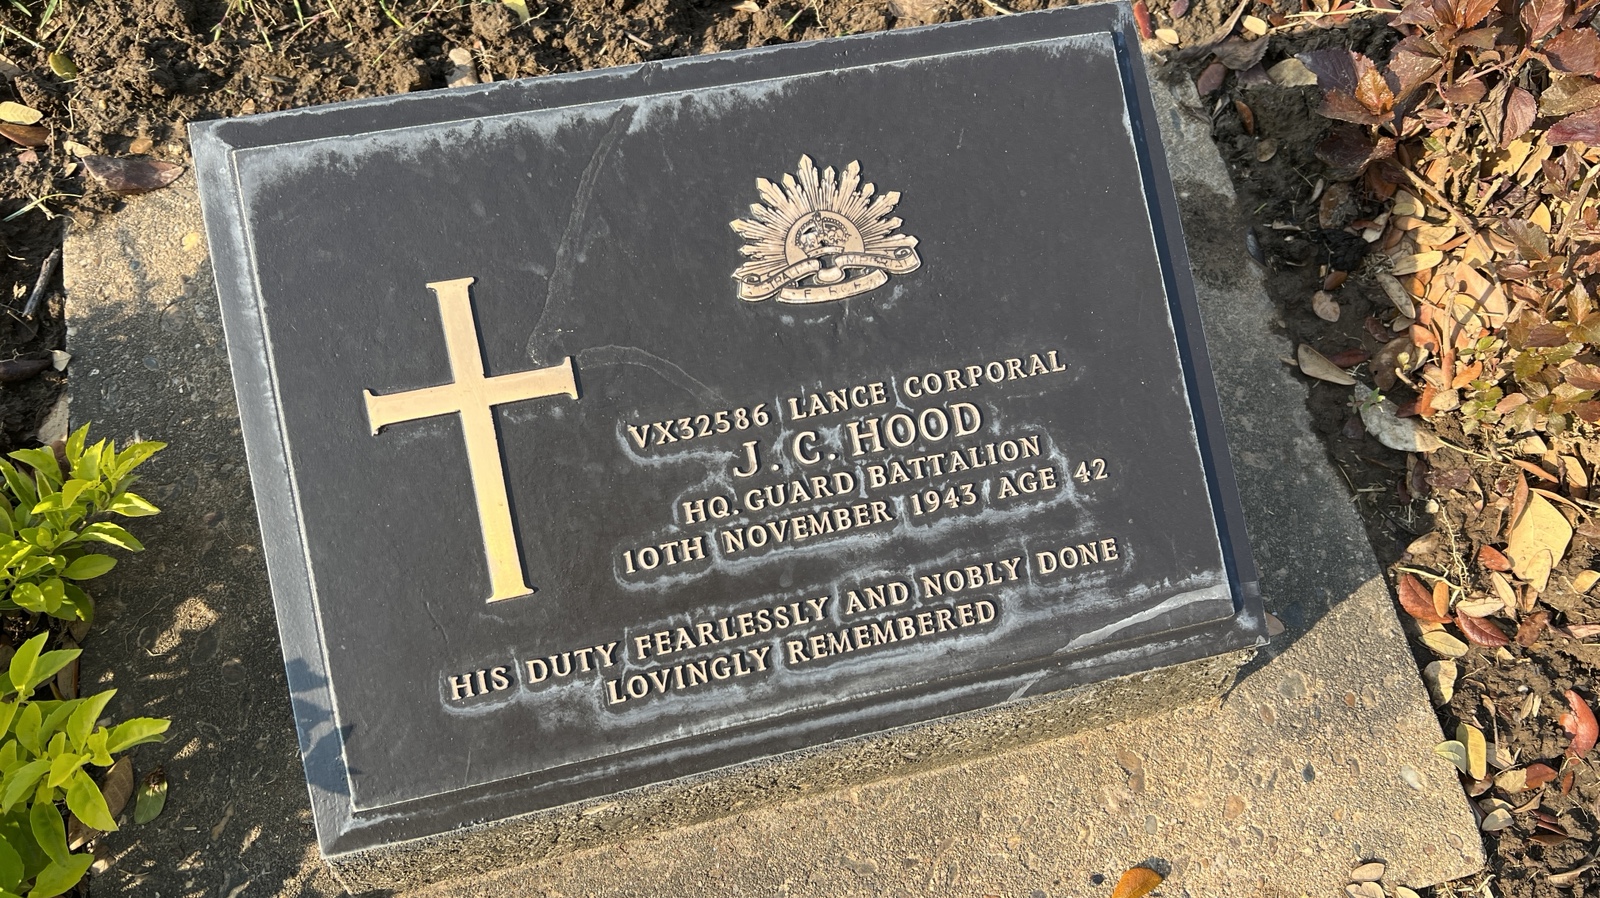 VX32586 LANCE CORPORAL
J. C. HOOD
HQ. GUARD BATTALION
10TH NOVEMBER 1943 AGE 42
HIS DUTY FEARLESSLY AND NOBLY DONE
LOVINGLY REMEMBERED